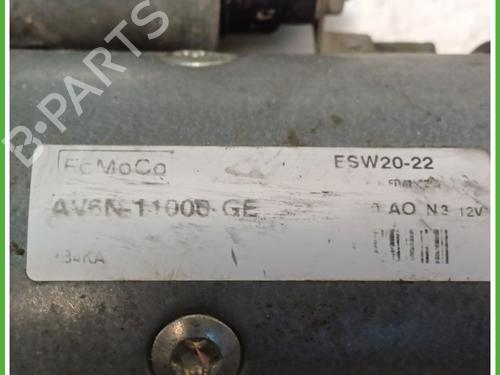 B-PARTS
FoMoCo
ESW20-22
AV6N-11000-GE
AO N3 12V